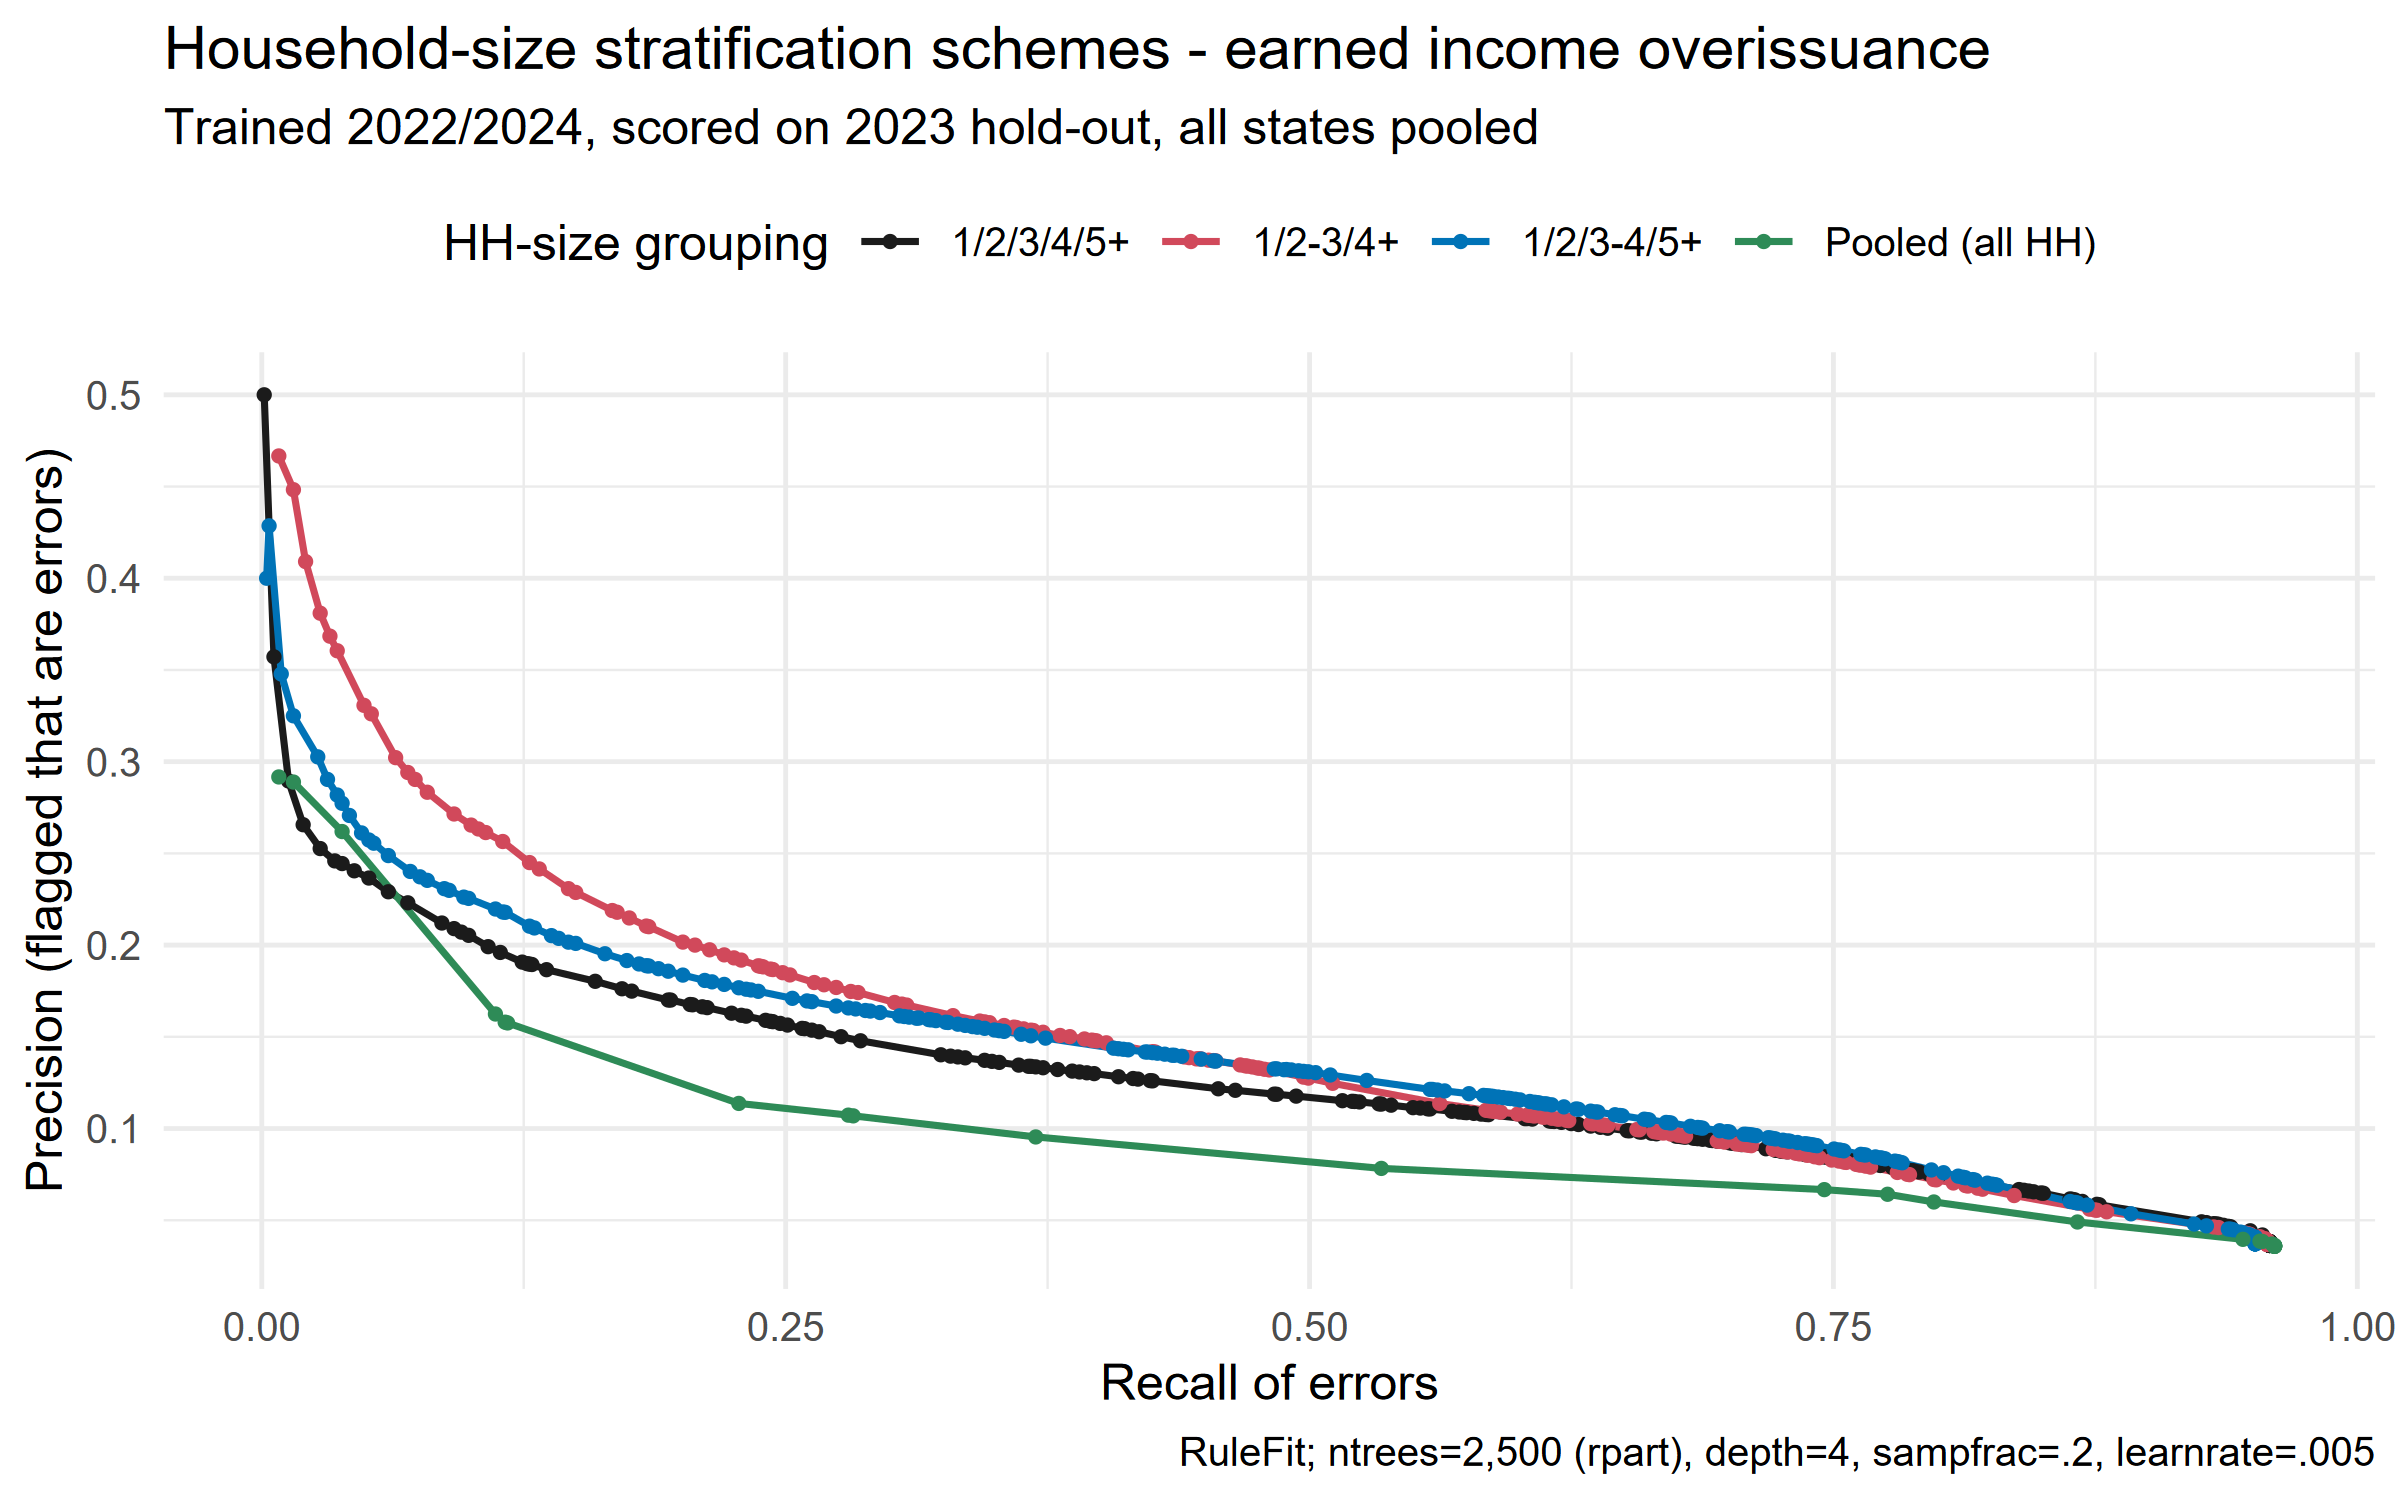 Household-size stratification schemes - earned income overissuance
Trained 2022/2024, scored on 2023 hold-out, all states pooled
HH-size grouping 1/2/3/4/5+ 1/2-3/4+ 1/2/3-4/5+ Pooled (all HH)
Precision (flagged that are errors)
0.5
0.4
0.3
0.2
0.1
0.00 0.25 0.50 0.75 1.00
Recall of errors
RuleFit; ntrees=2,500 (rpart), depth=4, sampfrac=.2, learnrate=.005